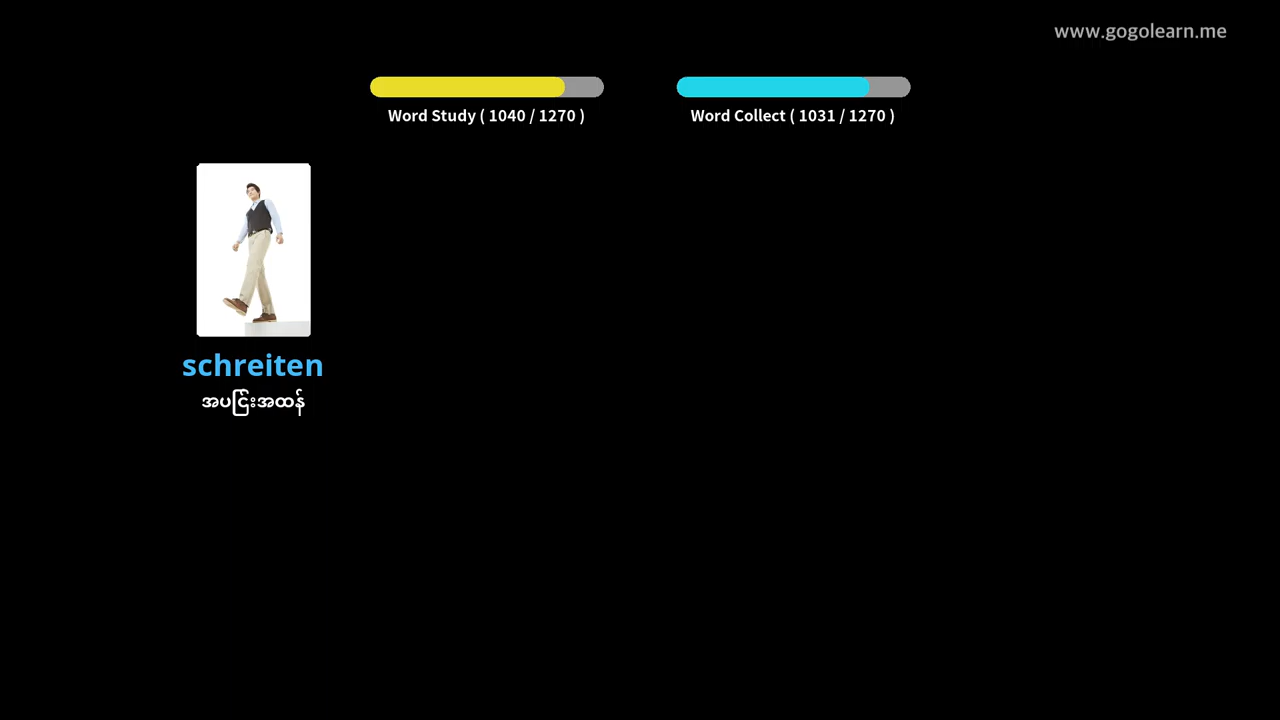 www.gogolearn.me
Word Study ( 1040 / 1270 )
Word Collect ( 1031 / 1270 )
schreiten
အပြင်းအထန်